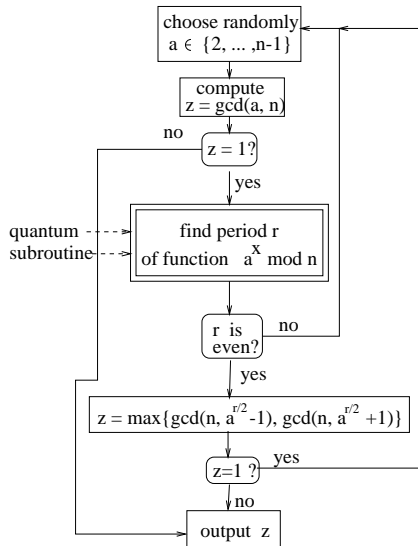 choose randomly
a ∈ {2, ... ,n-1}
compute
z = gcd(a, n)
no
z = 1?
yes
quantum
subroutine
find period r
of function a^x mod n
r is
even?
no
yes
z = max{gcd(n, a^r/2-1), gcd(n, a^r/2 +1)}
z=1 ?
yes
no
output z